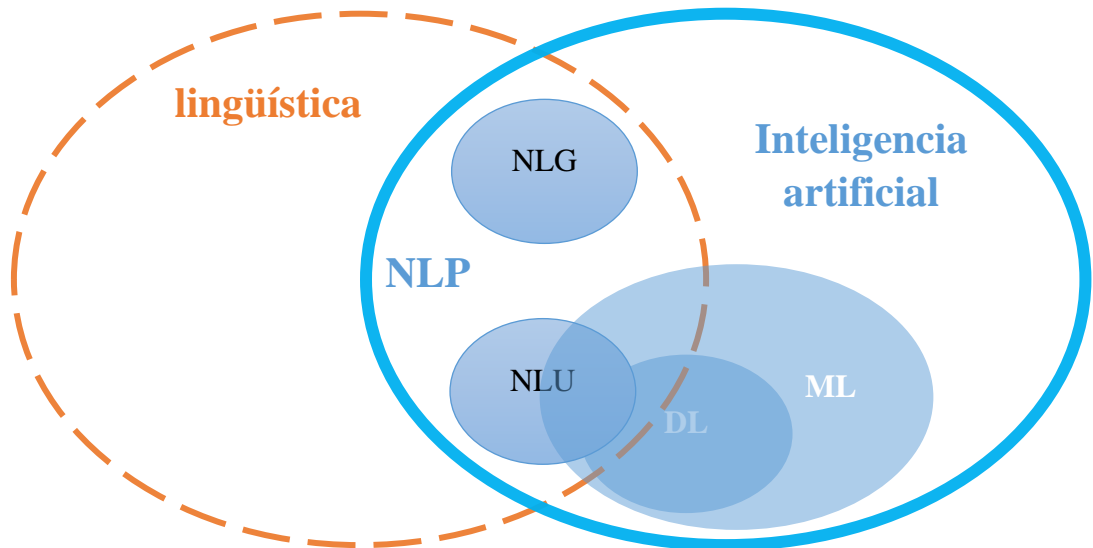 lingüística
Inteligencia
artificial
NLG
NLP
NLU
ML
DL